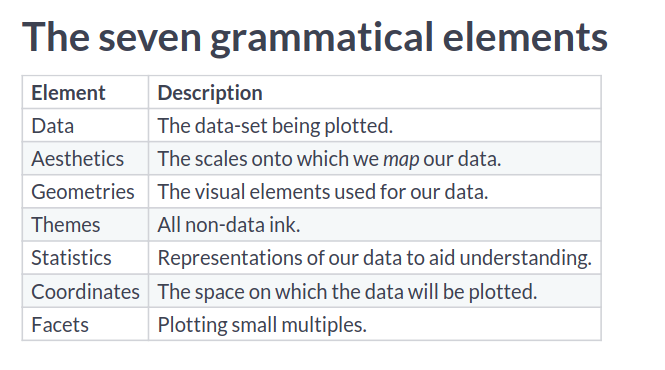 The seven grammatical elements
Element Description
Data The data-set being plotted.
Aesthetics The scales onto which we map our data.
Geometries The visual elements used for our data.
Themes All non-data ink.
Statistics Representations of our data to aid understanding.
Coordinates The space on which the data will be plotted.
Facets Plotting small multiples.